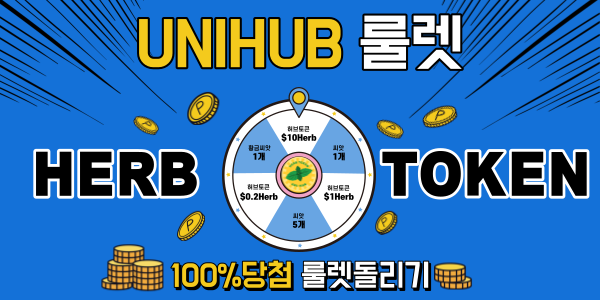 UNIHUB 룰렛
HERB TOKEN
허브토큰
$10Herb
씨앗
1개
허브토큰
$1Herb
씨앗
5개
허브토큰
$0.2Herb
황금씨앗
1개
100%당첨 룰렛돌리기